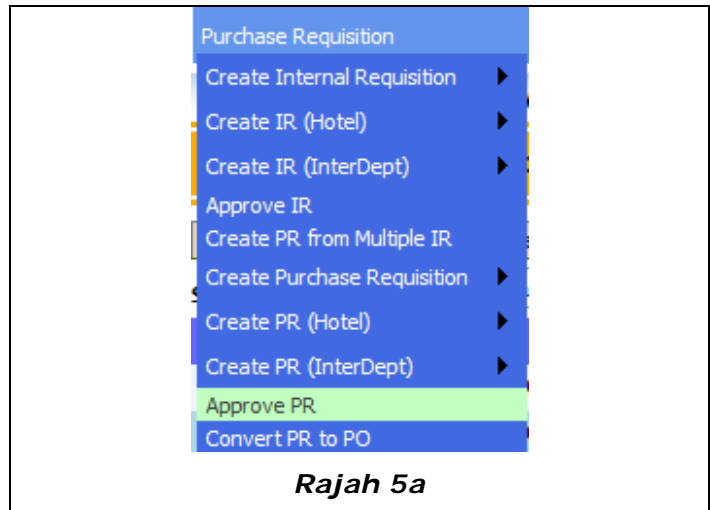 Purchase Requisition
Create Internal Requisition
Create IR (Hotel)
Create IR (InterDept)
Approve IR
Create PR from Multiple IR
Create Purchase Requisition
Create PR (Hotel)
Create PR (InterDept)
Approve PR
Convert PR to PO
Rajah 5a